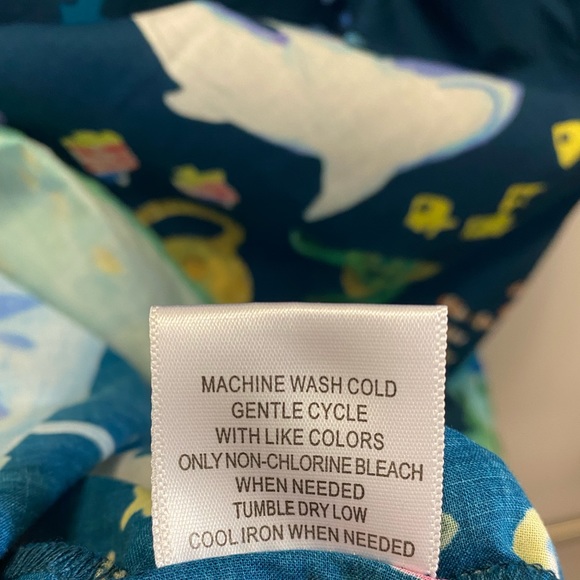 MACHINE WASH COLD
GENTLE CYCLE
WITH LIKE COLORS
ONLY NON-CHLORINE BLEACH
WHEN NEEDED
TUMBLE DRY LOW
COOL IRON WHEN NEEDED